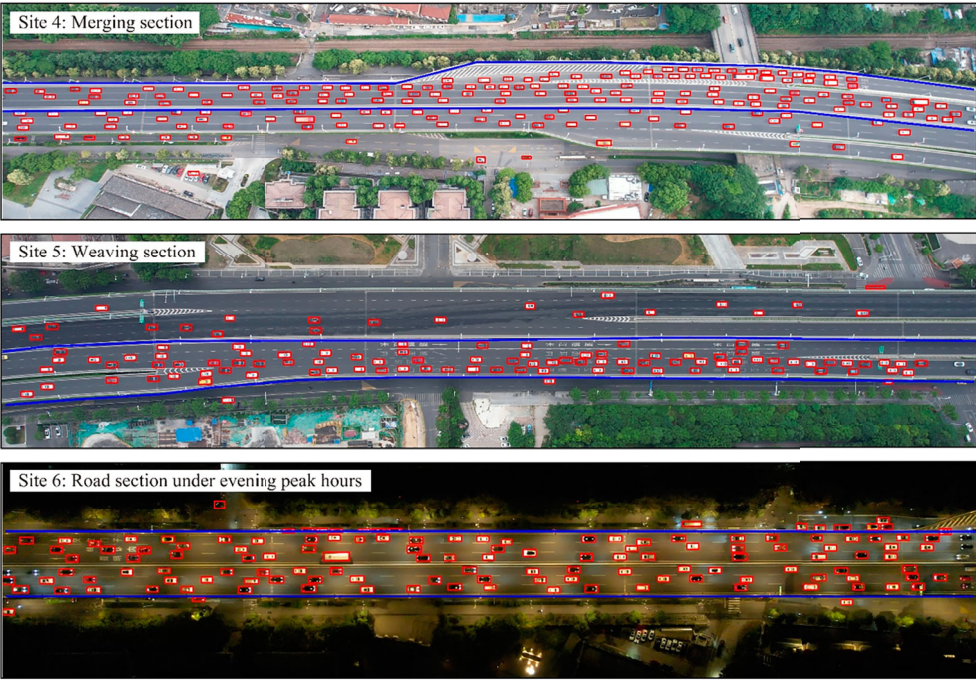 Site 4: Merging section
Site 5: Weaving section
Site 6: Road section under evening peak hours